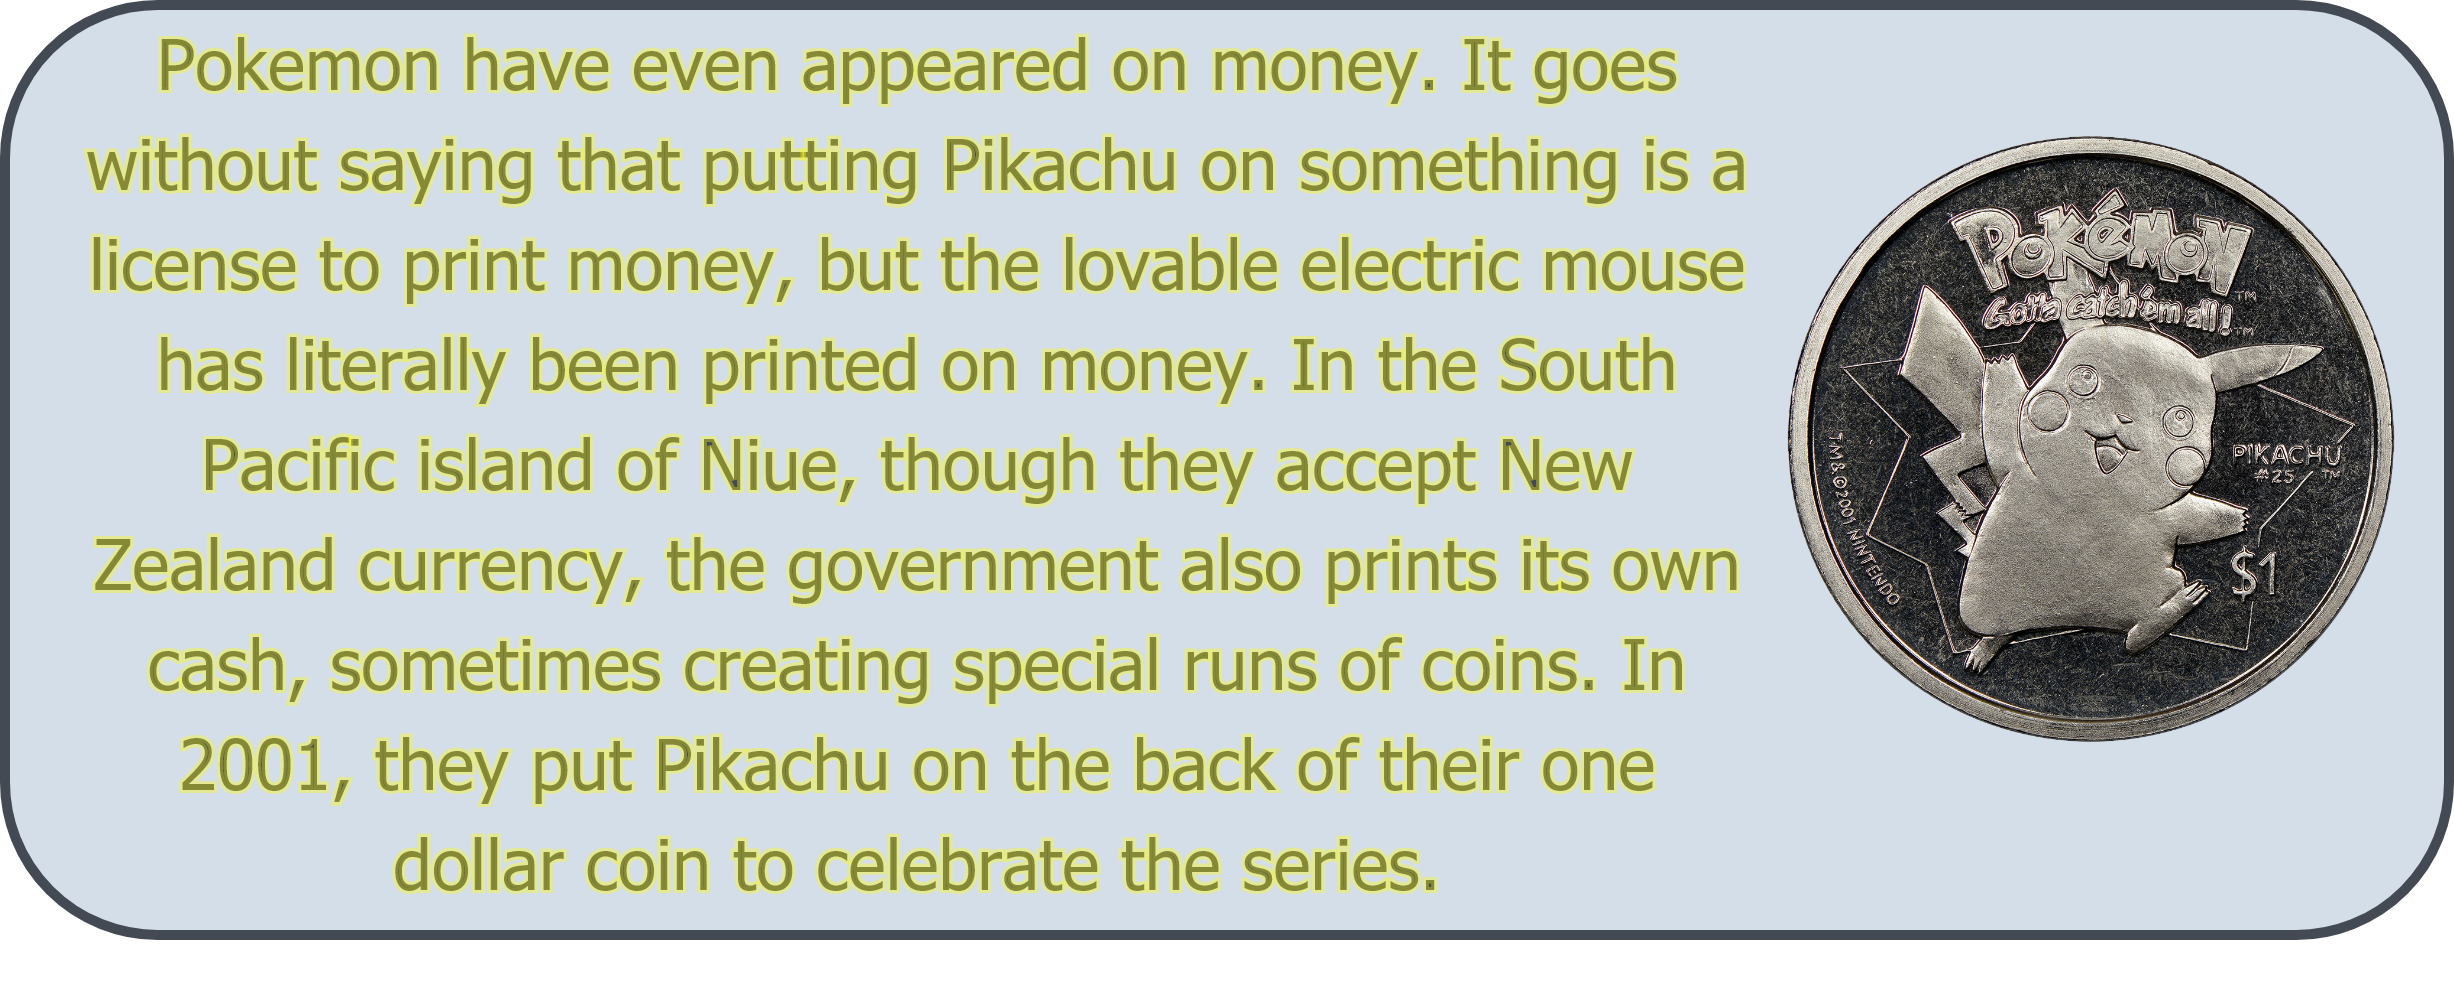 Pokemon have even appeared on money. It goes
without saying that putting Pikachu on something is a
license to print money, but the lovable electric mouse
has literally been printed on money. In the South
Pacific island of Niue, though they accept New
Zealand currency, the government also prints its own
cash, sometimes creating special runs of coins. In
2001, they put Pikachu on the back of their one
dollar coin to celebrate the series.
POKéMON
™
Gotta catch 'em all!™
PIKACHU
#25 ™
$1
TM&©2001 NINTENDO